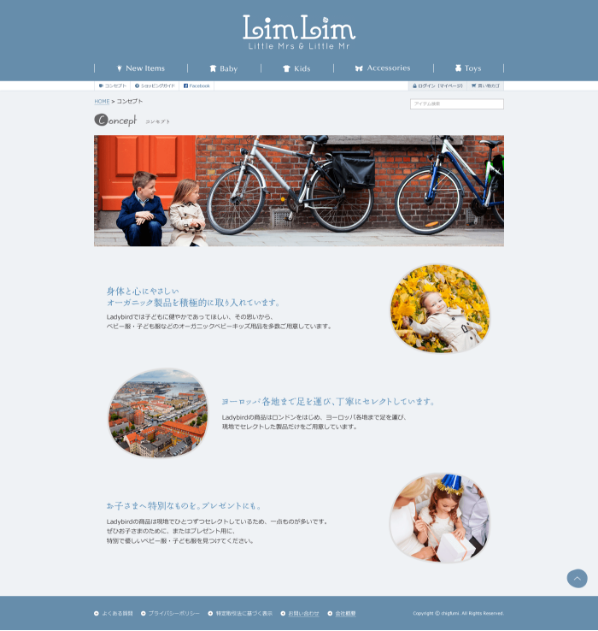 LimLim
Little Mrs & Little Mr
New Items
Baby
Kids
Accessories
Toys
コンセプト
ショッピングガイド
Facebook
ログイン（マイページ）
買い物カゴ
HOME > コンセプト
アイテム検索
Concept コンセプト
身体と心にやさしい
オーガニック製品を積極的に取り入れています。
Ladybirdでは子どもに健やかであってほしい、その思いから、
ベビー服・子ども服などのオーガニックベビーキッズ用品を多数ご用意しています。
ヨーロッパ各地まで足を運び、丁寧にセレクトしています。
Ladybirdの商品はロンドンをはじめ、ヨーロッパ各地まで足を運び、
現地でセレクトした製品だけをご用意しています。
お子さまへ特別なものを。プレゼントにも。
Ladybirdの商品は現地でひとつずつセレクトしているため、一点ものが多いです。
ぜひお子さまのために、またはプレゼント用に、
特別で優しいベビー服・子ども服を見つけてください。
よくある質問
プライバシーポリシー
特定取引法に基づく表示
お問い合わせ
会社概要
Copyright © stepfumi. All Rights Reserved.